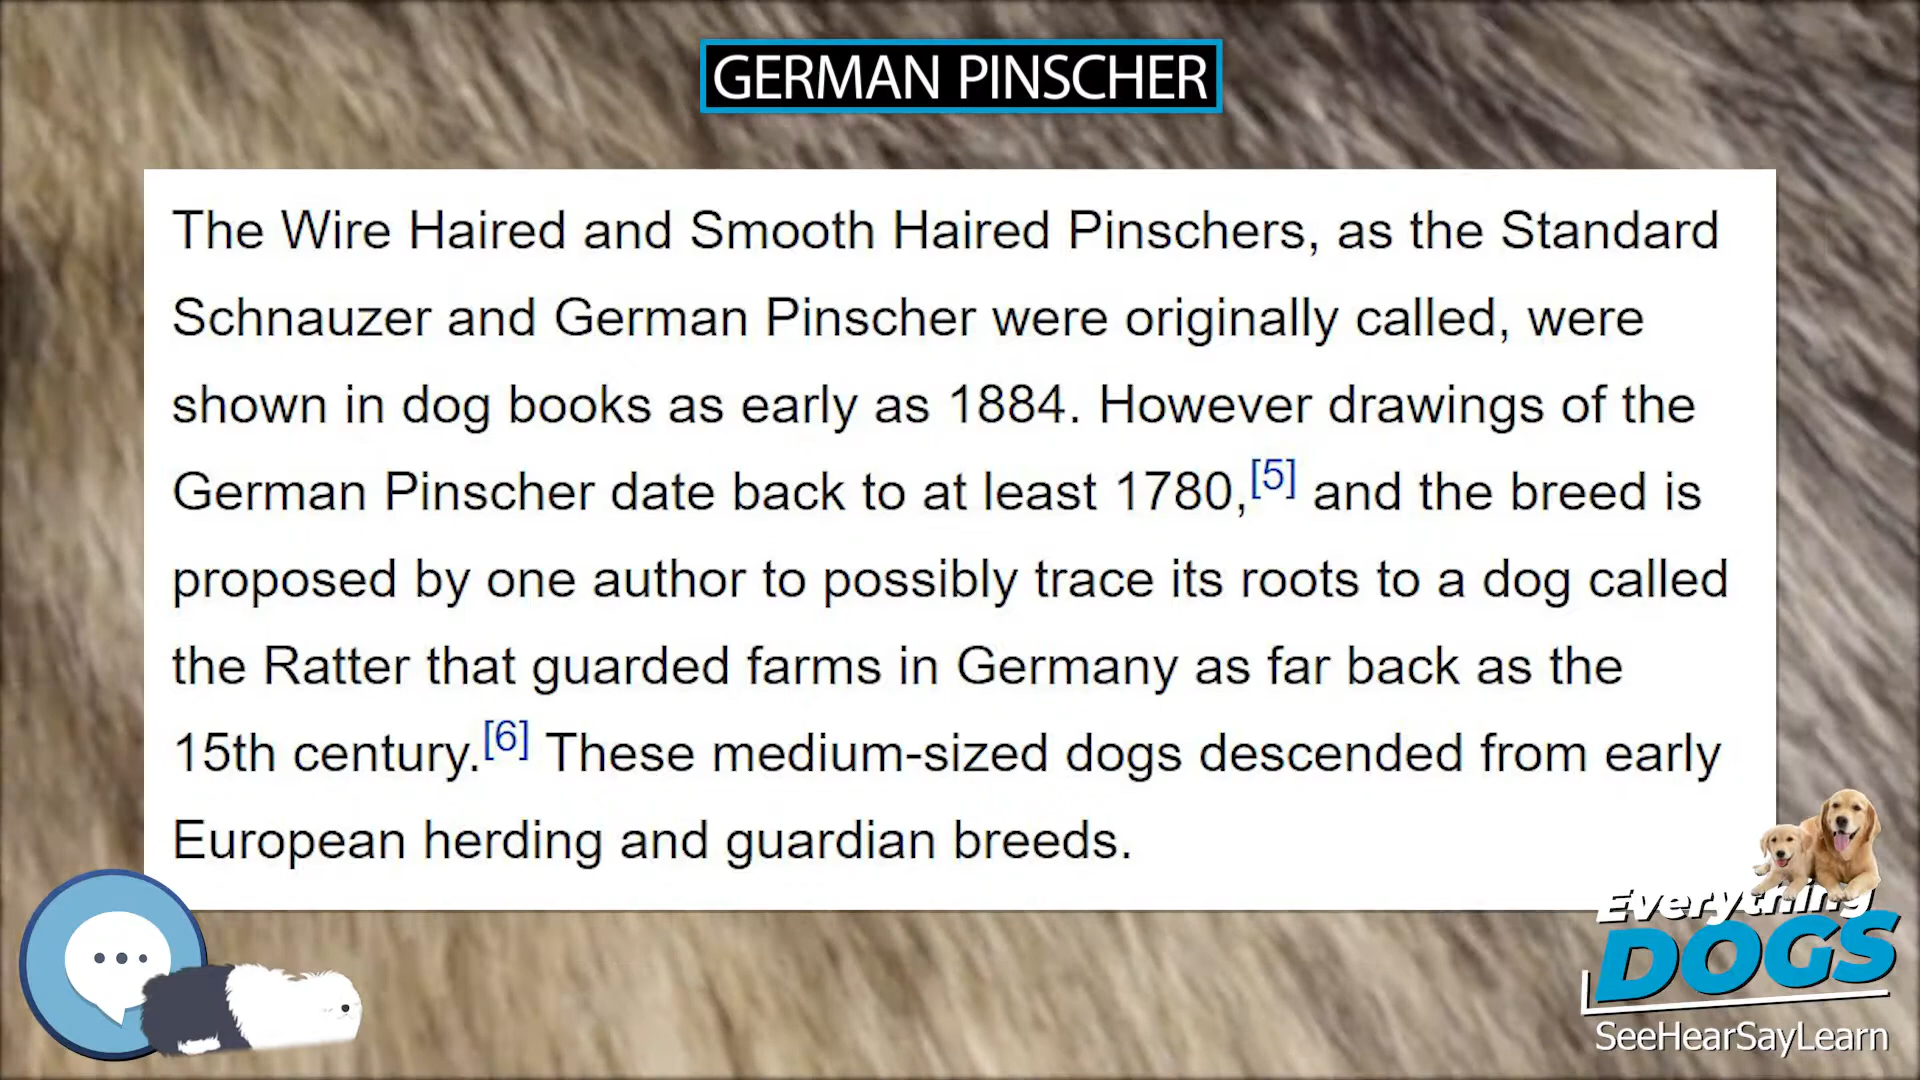 GERMAN PINSCHER
The Wire Haired and Smooth Haired Pinschers, as the Standard
Schnauzer and German Pinscher were originally called, were
shown in dog books as early as 1884. However drawings of the
German Pinscher date back to at least 1780,[5] and the breed is
proposed by one author to possibly trace its roots to a dog called
the Ratter that guarded farms in Germany as far back as the
15th century.[6] These medium-sized dogs descended from early
European herding and guardian breeds.
Everything
DOGS
SeeHearSayLearn